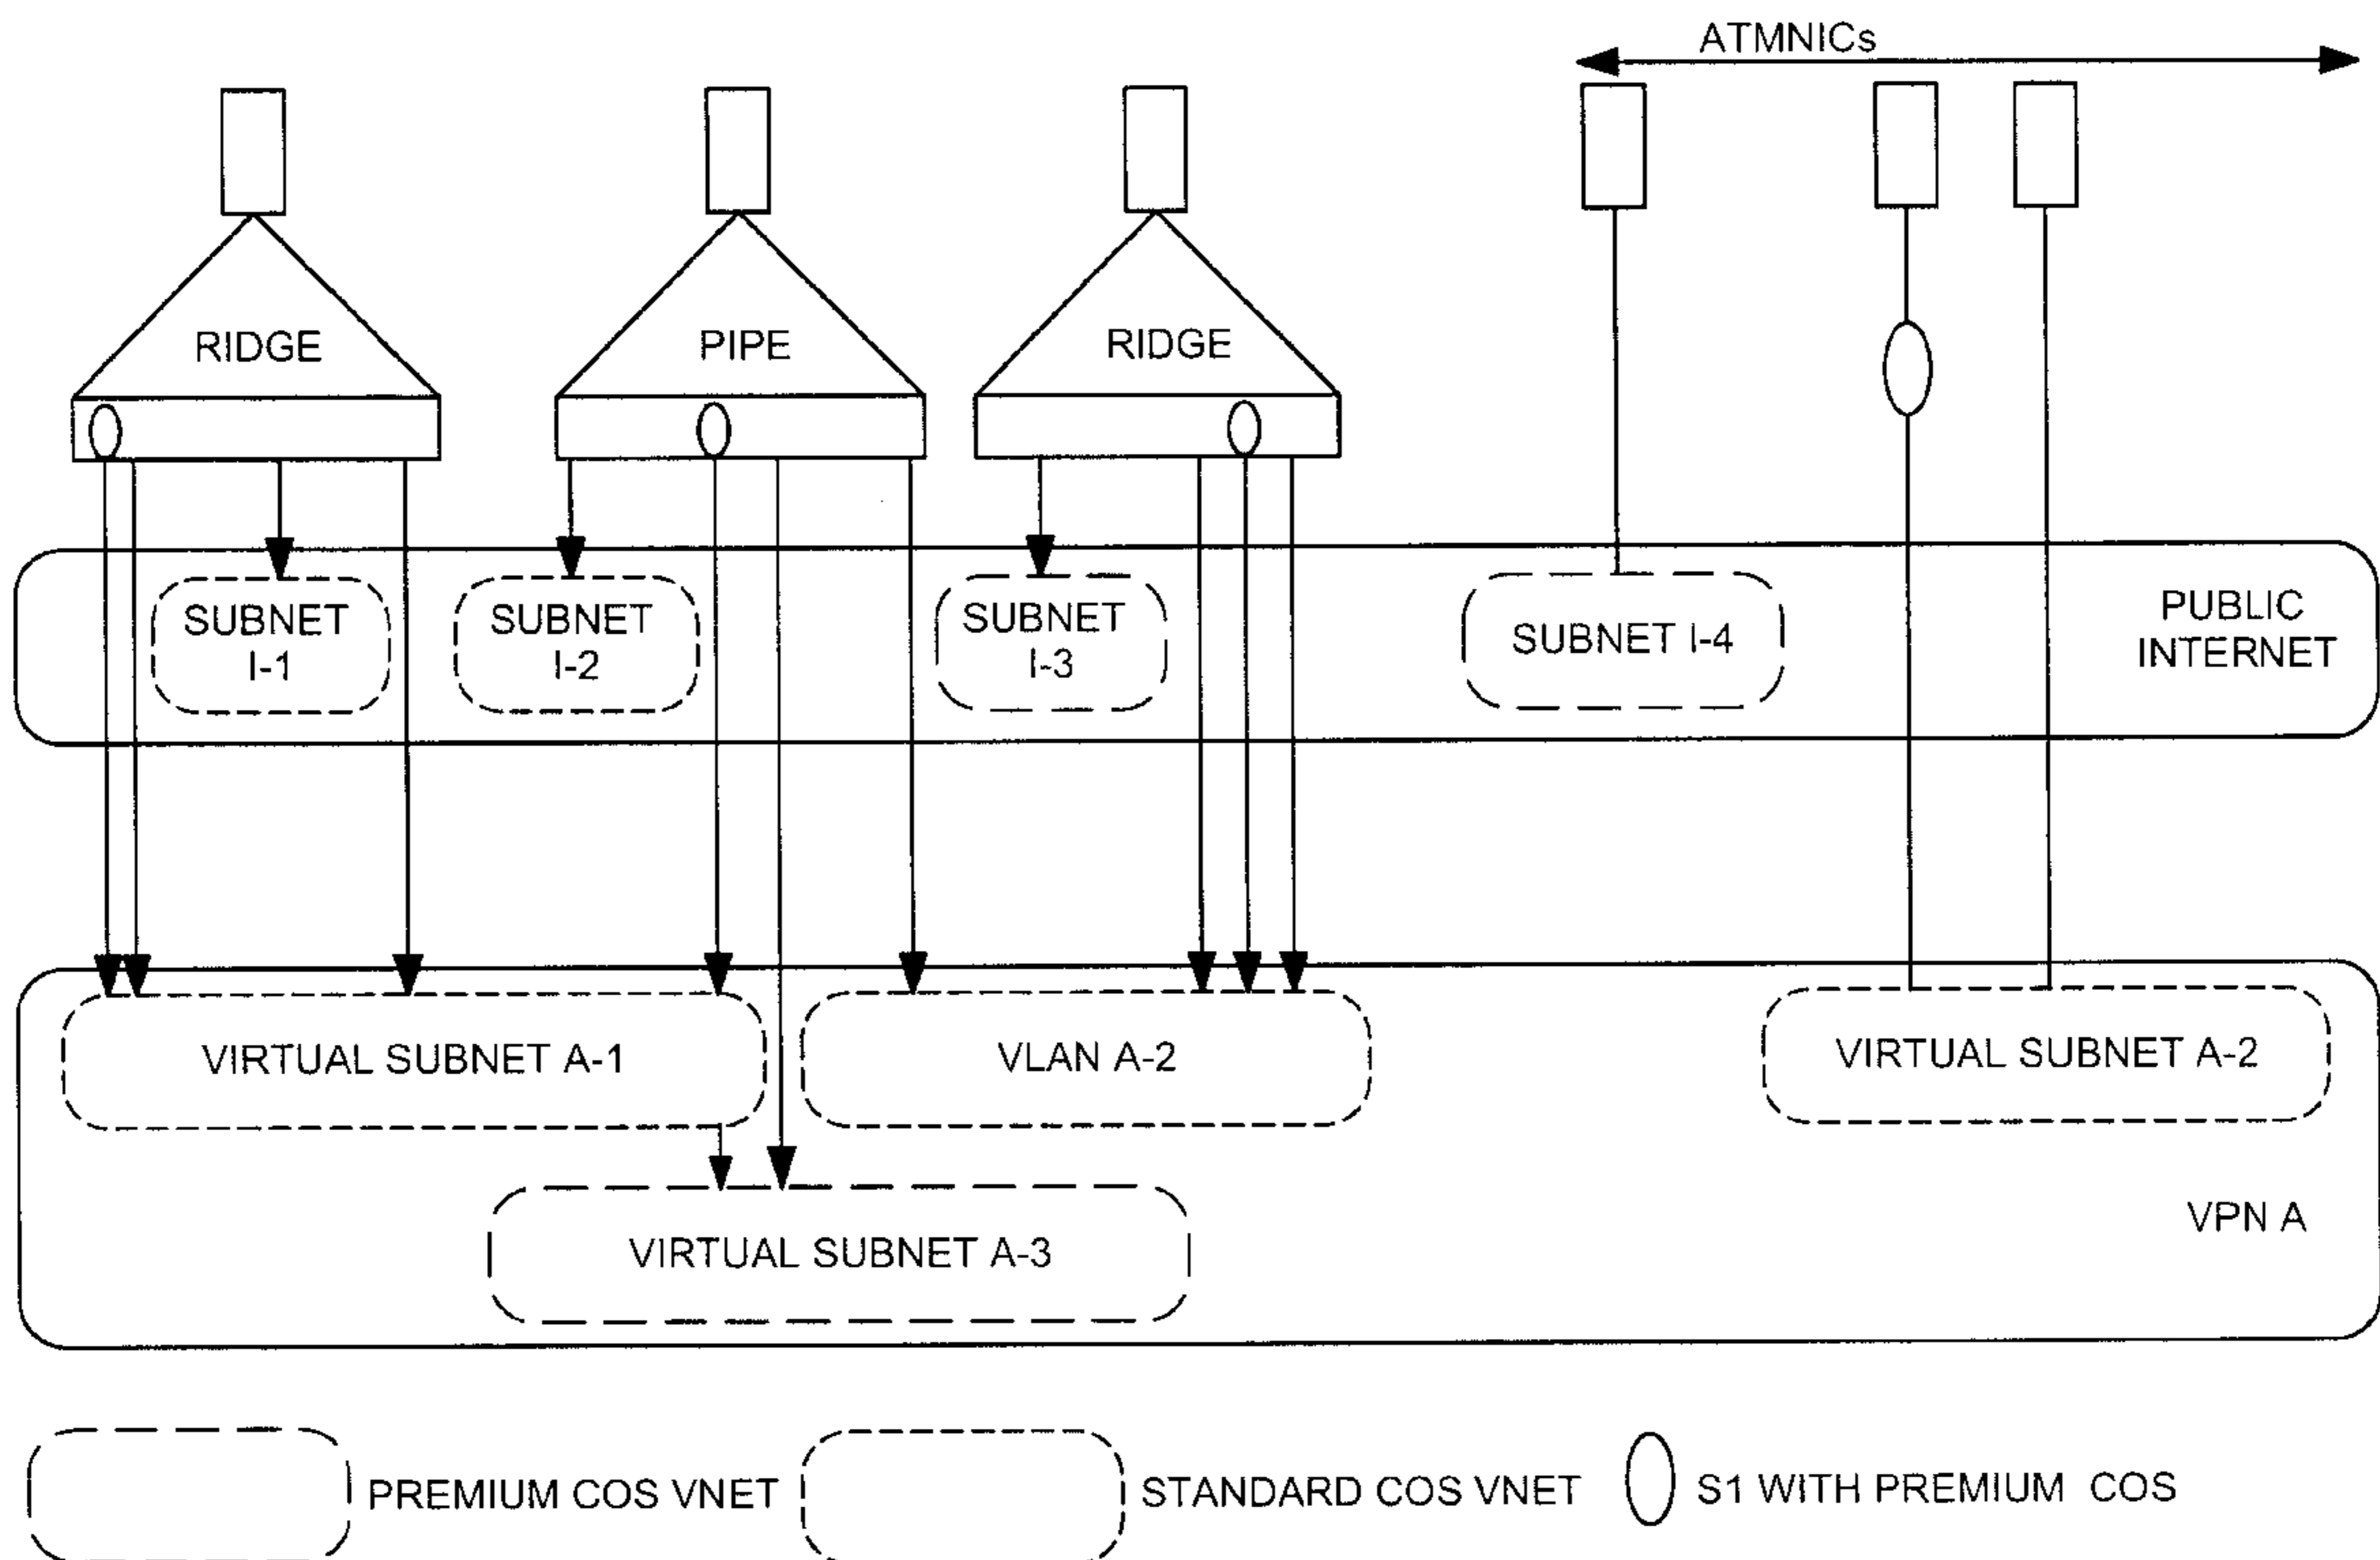 ATMNICs
RIDGE
PIPE
RIDGE
SUBNET
I-1
SUBNET
I-2
SUBNET
I-3
SUBNET I-4
PUBLIC
INTERNET
VIRTUAL SUBNET A-1
VLAN A-2
VIRTUAL SUBNET A-2
VIRTUAL SUBNET A-3
VPN A
PREMIUM COS VNET
STANDARD COS VNET
S1 WITH PREMIUM COS